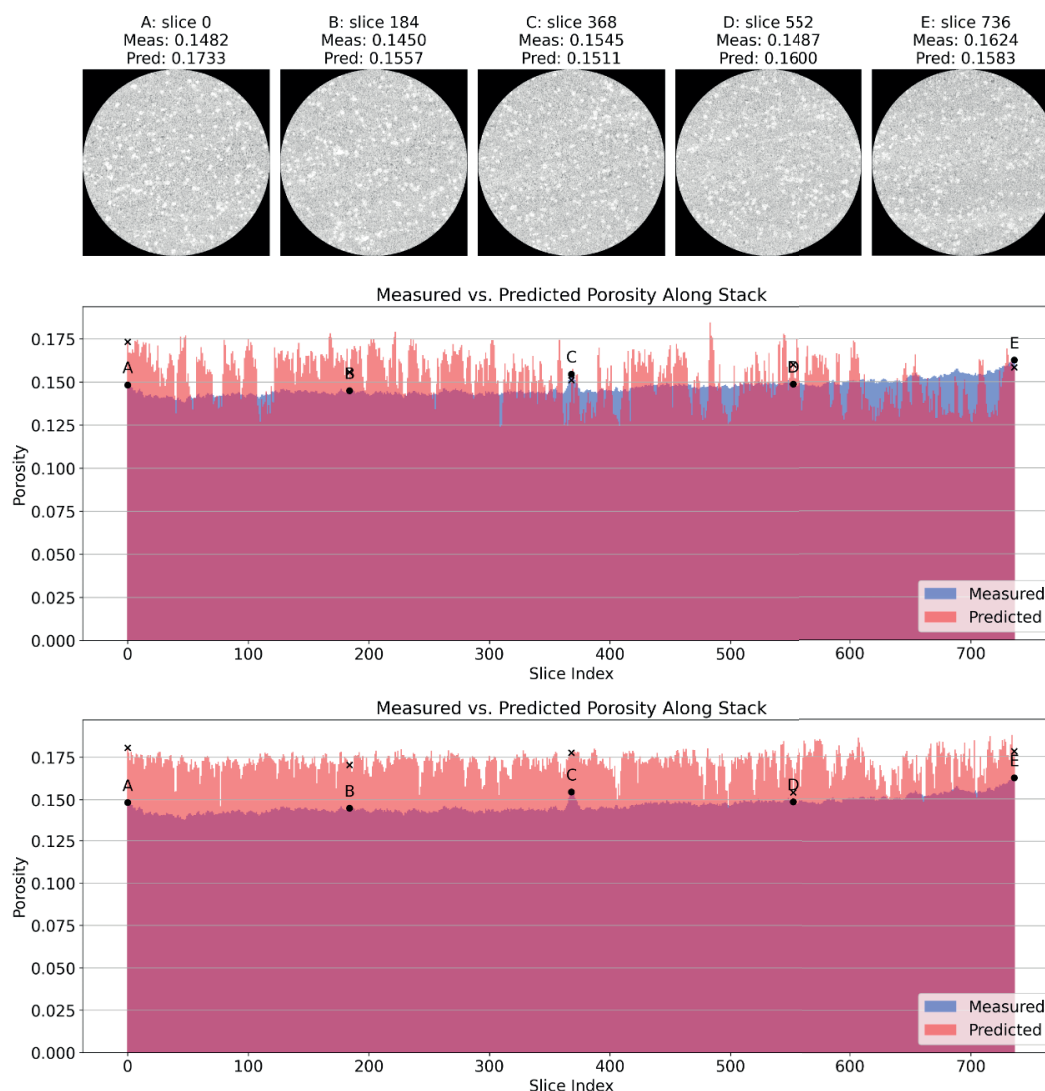 A: slice 0
Meas: 0.1482
Pred: 0.1733
B: slice 184
Meas: 0.1450
Pred: 0.1557
C: slice 368
Meas: 0.1545
Pred: 0.1511
D: slice 552
Meas: 0.1487
Pred: 0.1600
E: slice 736
Meas: 0.1624
Pred: 0.1583
Measured vs. Predicted Porosity Along Stack
Porosity
0.175
0.150
0.125
0.100
0.075
0.050
0.025
0.000
A
B
C
D
E
Measured
Predicted
0 100 200 300 400 500 600 700
Slice Index
Measured vs. Predicted Porosity Along Stack
Porosity
0.175
0.150
0.125
0.100
0.075
0.050
0.025
0.000
A
B
C
D
E
Measured
Predicted
0 100 200 300 400 500 600 700
Slice Index